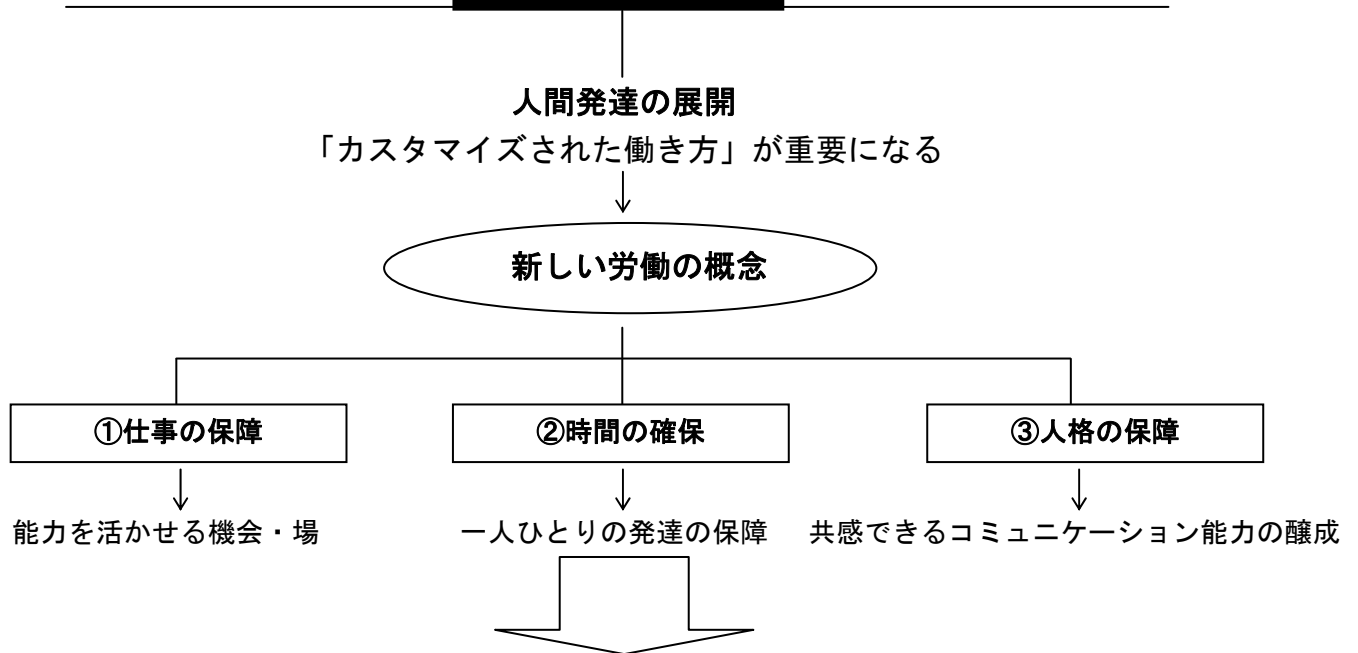 人間発達の展開
「カスタマイズされた働き方」が重要になる
新しい労働の概念
①仕事の保障
②時間の確保
③人格の保障
能力を活かせる機会・場
一人ひとりの発達の保障
共感できるコミュニケーション能力の醸成